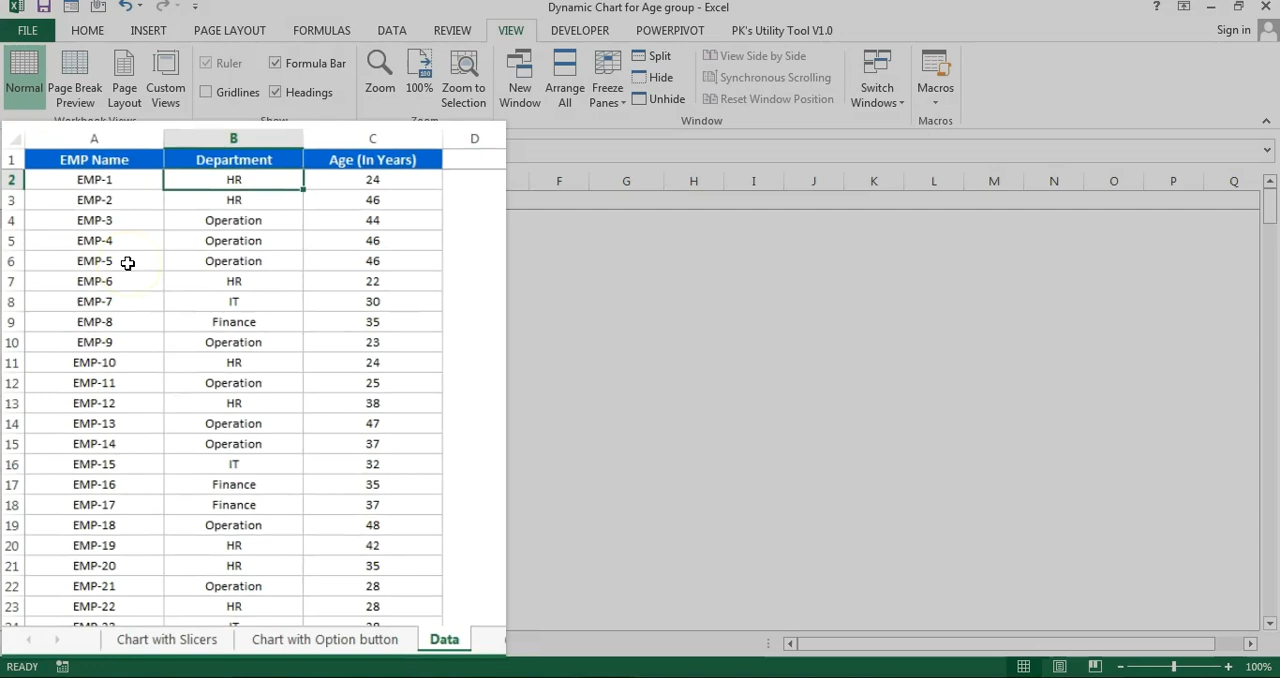 Dynamic Chart for Age group - Excel
?
FILE HOME INSERT PAGE LAYOUT FORMULAS DATA REVIEW VIEW DEVELOPER POWERPIVOT PK's Utility Tool V1.0 Sign in
Normal Page Break Preview Page Layout Custom Views
Ruler Formula Bar
Gridlines Headings
Zoom 100% Zoom to Selection
New Window Arrange All Freeze Panes
Split
Hide
Unhide
View Side by Side
Synchronous Scrolling
Reset Window Position
Switch Windows
Macros
Workbook Views Show Zoom Window Macros
A B C D F G H I J K L M N O P Q
1 EMP Name Department Age (In Years)
2 EMP-1 HR 24
3 EMP-2 HR 46
4 EMP-3 Operation 44
5 EMP-4 Operation 46
6 EMP-5 Operation 46
7 EMP-6 HR 22
8 EMP-7 IT 30
9 EMP-8 Finance 35
10 EMP-9 Operation 23
11 EMP-10 HR 24
12 EMP-11 Operation 25
13 EMP-12 HR 38
14 EMP-13 Operation 47
15 EMP-14 Operation 37
16 EMP-15 IT 32
17 EMP-16 Finance 35
18 EMP-17 Finance 37
19 EMP-18 Operation 48
20 EMP-19 HR 42
21 EMP-20 HR 35
22 EMP-21 Operation 28
23 EMP-22 HR 28
Chart with Slicers Chart with Option button Data
READY 100%